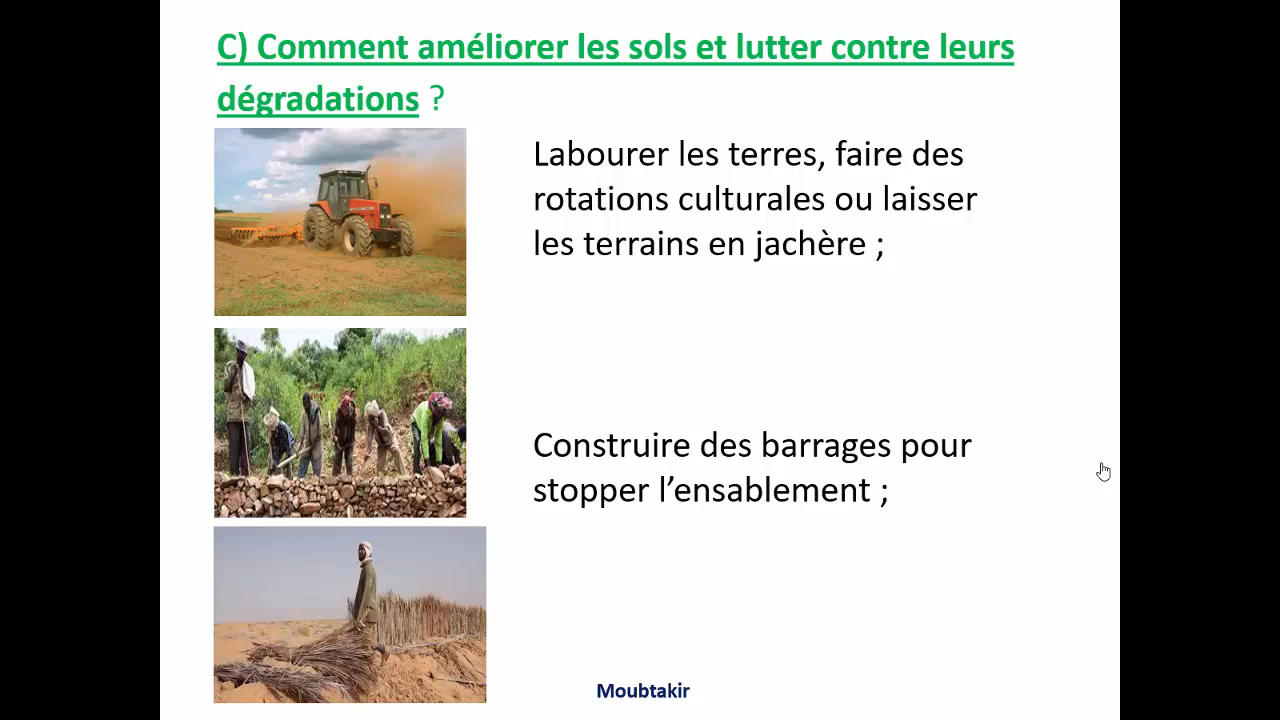 C) Comment améliorer les sols et lutter contre leurs
dégradations ?
Labourer les terres, faire des
rotations culturales ou laisser
les terrains en jachère ;
Construire des barrages pour
stopper l’ensablement ;
Moubtakir